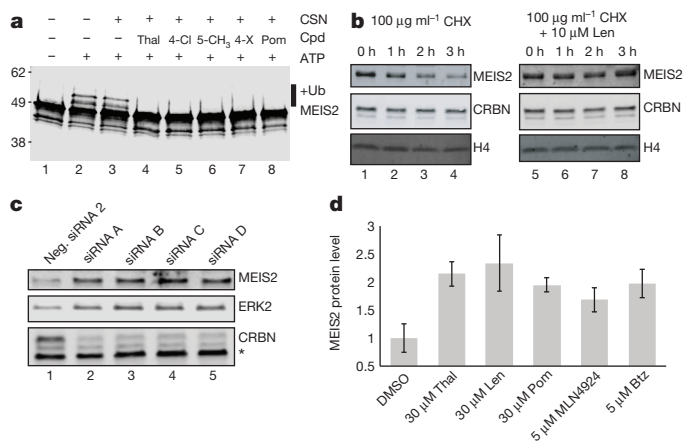 a
– – + + + + + + CSN
Thal 4-Cl 5-CH₃ 4-X Pom Cpd
– + + + + + + + ATP
62
49
38
+Ub
MEIS2
1 2 3 4 5 6 7 8
b
100 μg ml⁻¹ CHX
0 h 1 h 2 h 3 h
100 μg ml⁻¹ CHX
+ 10 μM Len
0 h 1 h 2 h 3 h
MEIS2 MEIS2
CRBN CRBN
H4 H4
1 2 3 4 5 6 7 8
c
Neg. siRNA 2
siRNA A
siRNA B
siRNA C
siRNA D
MEIS2
ERK2
CRBN
*
1 2 3 4 5
d
MEIS2 protein level
3
2.5
2
1.5
1
0.5
DMSO
30 μM Thal
30 μM Len
30 μM Pom
5 μM MLN4924
5 μM Btz